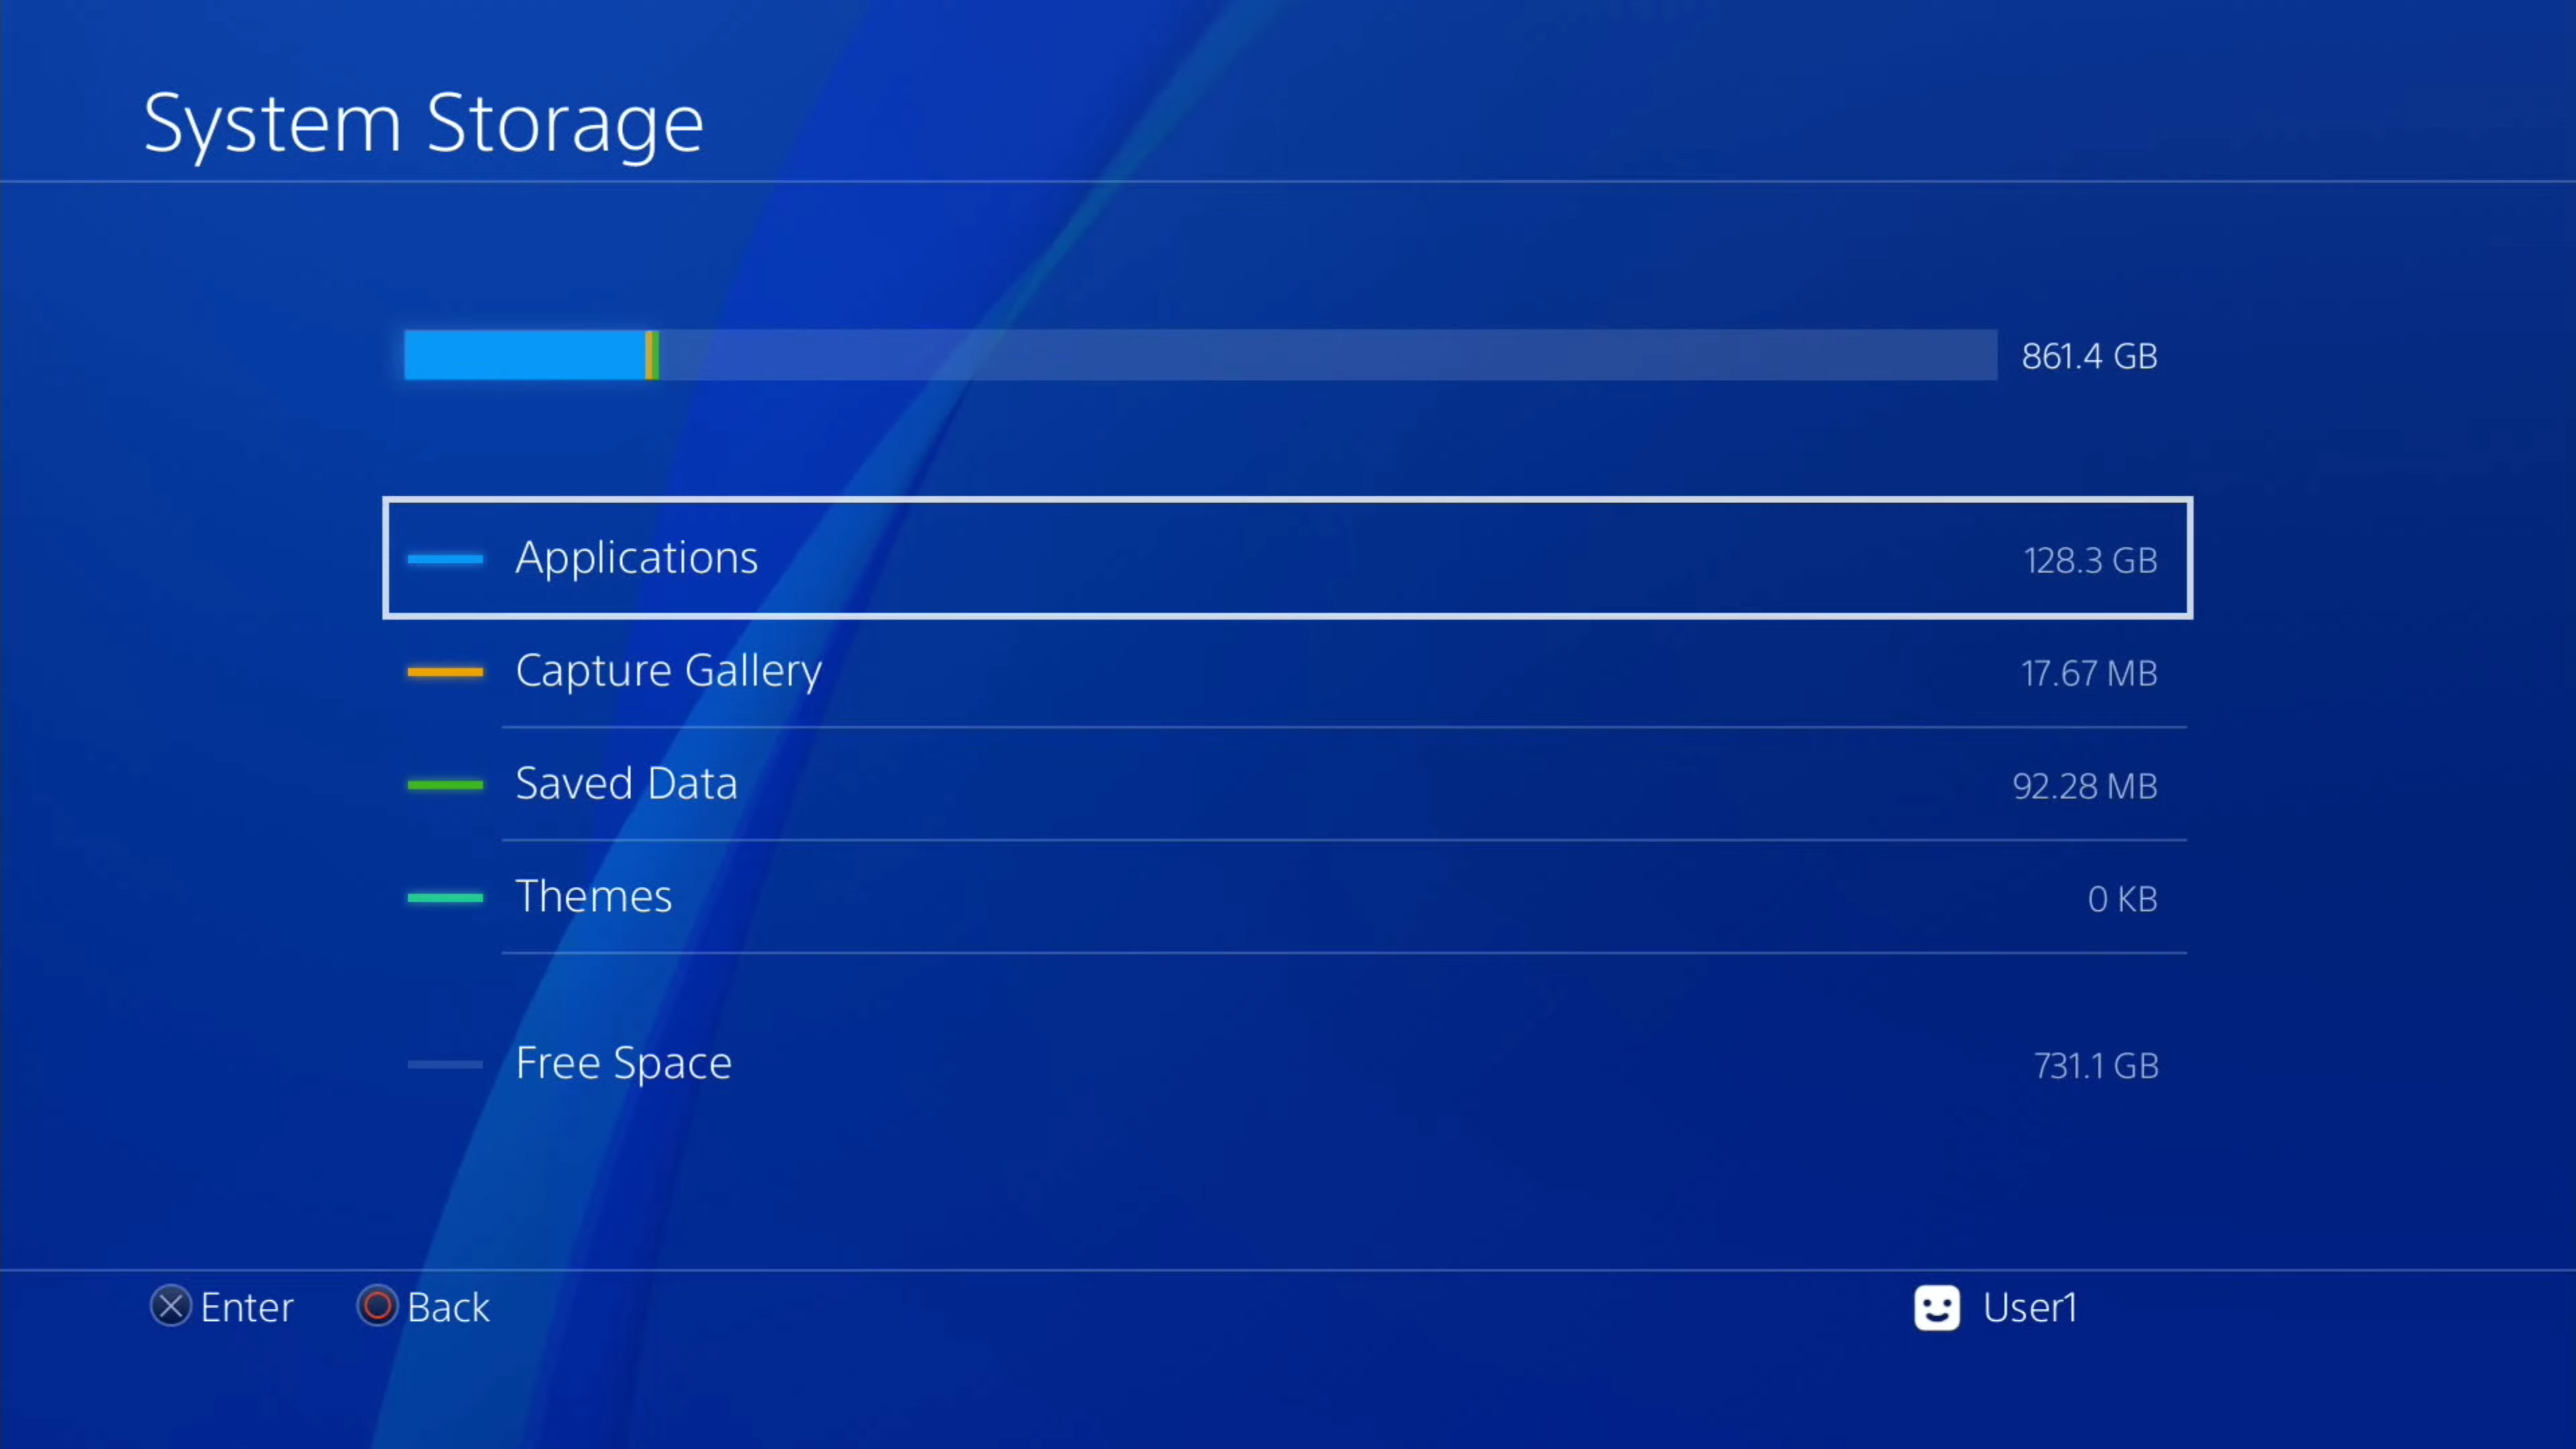 System Storage
861.4 GB
Applications 128.3 GB
Capture Gallery 17.67 MB
Saved Data 92.28 MB
Themes 0 KB
Free Space 731.1 GB
Enter Back User1